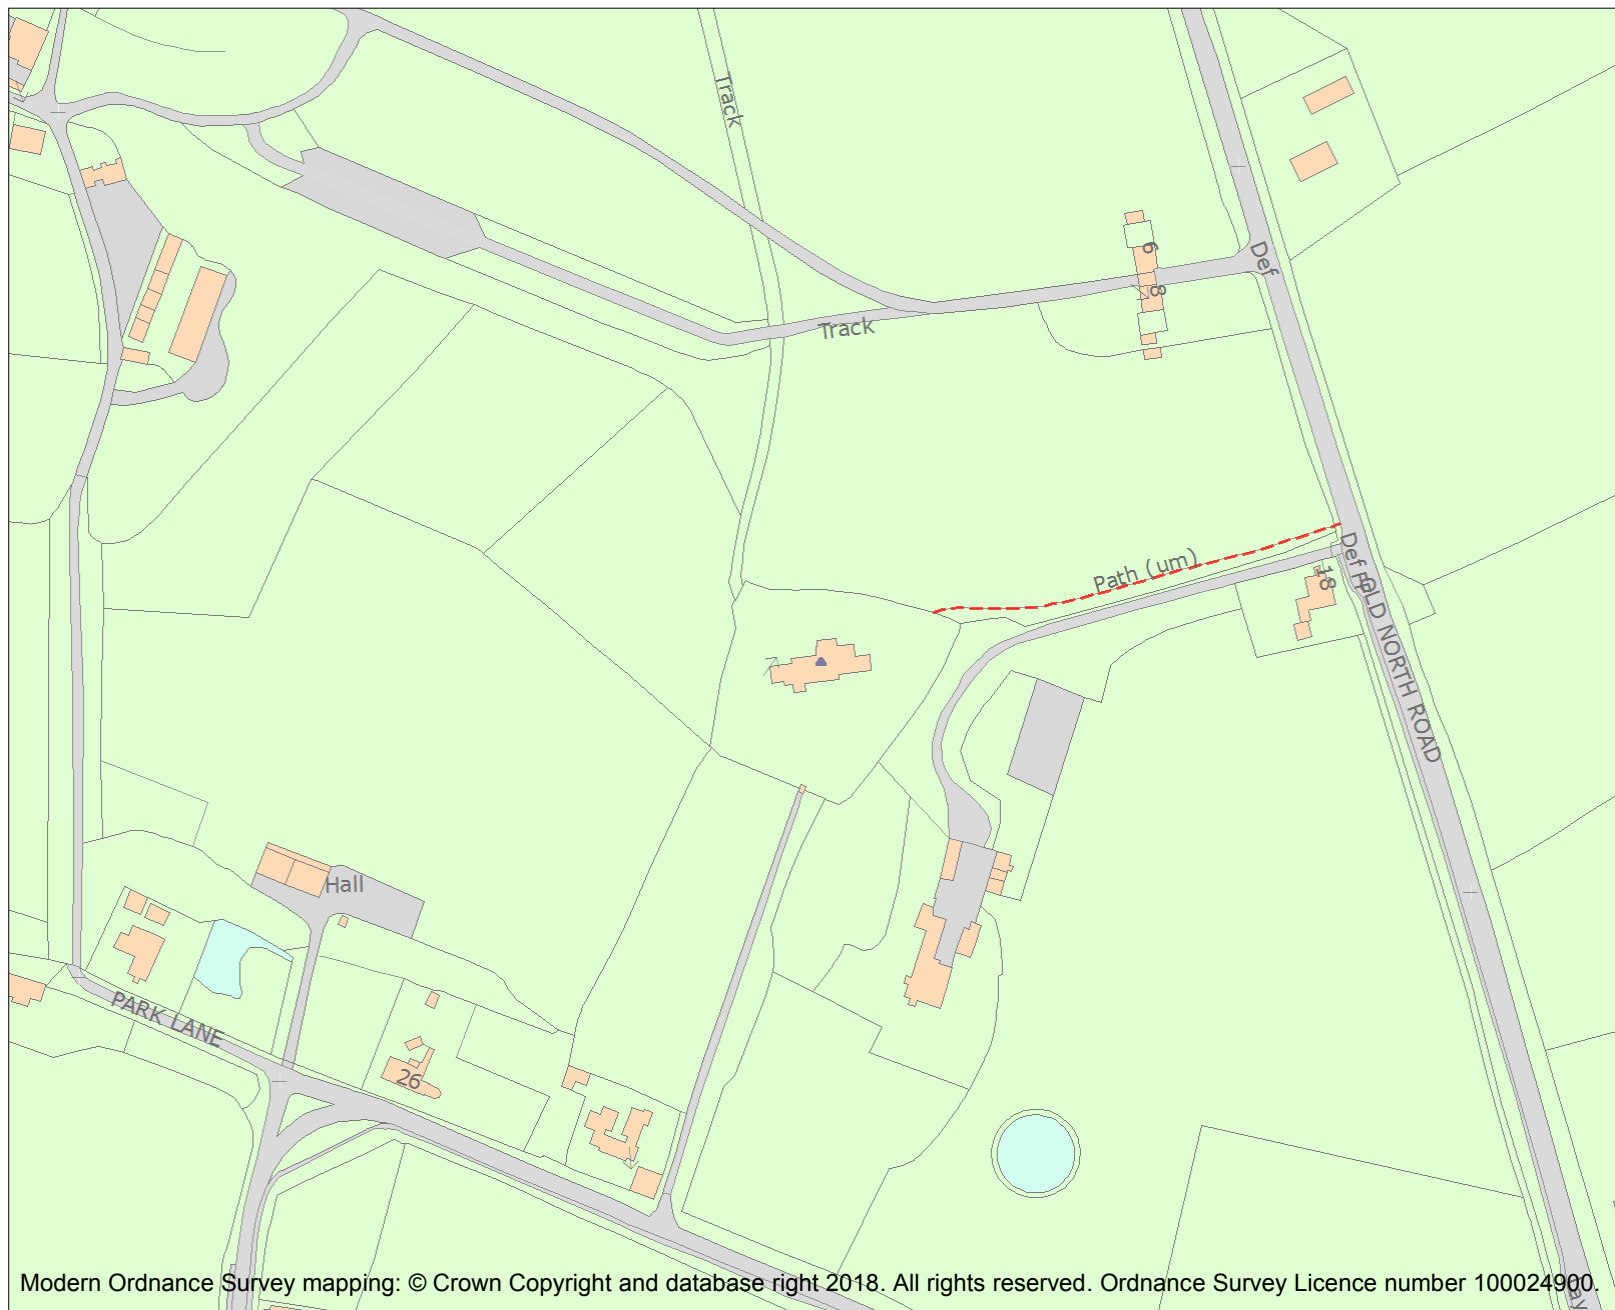 Track
Def
6
8
Track
Path (um)
Def
18
OLD NORTH ROAD
Hall
PARK LANE
26
Modern Ordnance Survey mapping: © Crown Copyright and database right 2018. All rights reserved. Ordnance Survey Licence number 100024900.